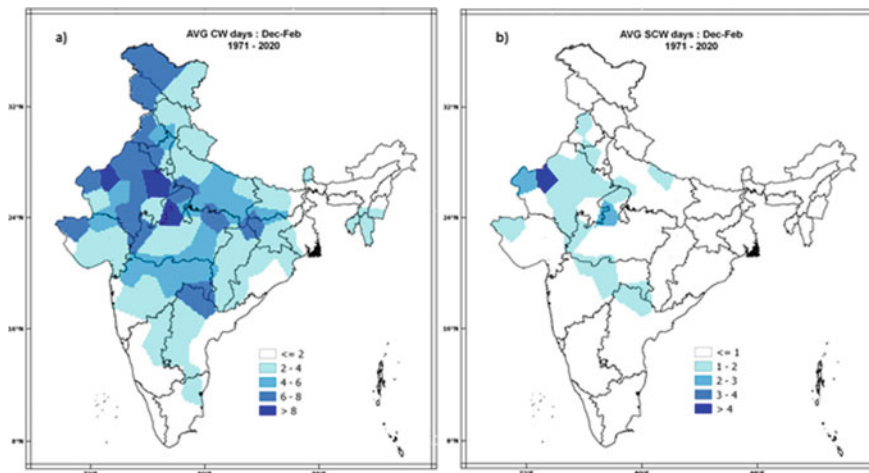 a)
AVG CW days : Dec-Feb
1971 - 2020
32°N
24°N
16°N
8°N
<= 2
2 - 4
4 - 6
6 - 8
> 8
b)
AVG SCW days : Dec-Feb
1971 - 2020
32°N
24°N
16°N
8°N
<= 1
1 - 2
2 - 3
3 - 4
> 4